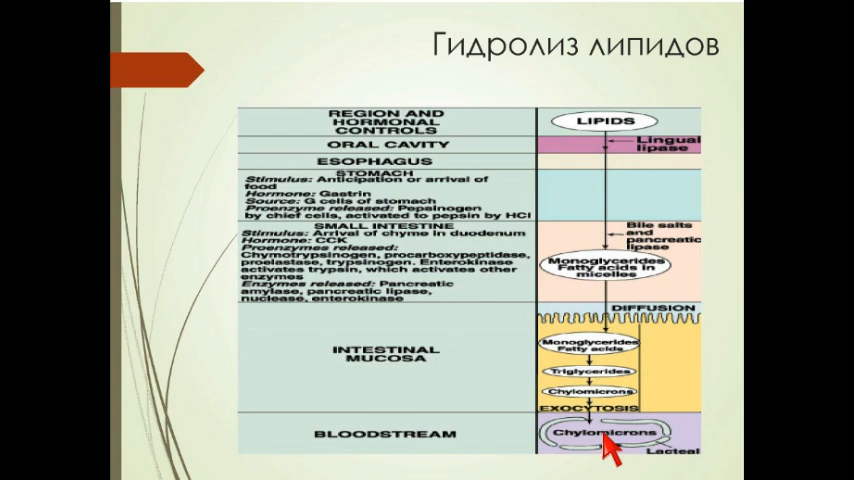 Гидролиз липидов
REGION AND
HORMONAL
CONTROLS
LIPIDS
ORAL CAVITY
Lingual
lipase
ESOPHAGUS
STOMACH
Stimulus: Anticipation or arrival of
food
Hormone: Gastrin
Source: G cells of stomach
Proenzyme released: Pepsinogen
by chief cells, activated to pepsin by HCl
SMALL INTESTINE
Stimulus: Arrival of chyme in duodenum
Hormone: CCK
Proenzymes released:
Chymotrypsinogen, procarboxypeptidase,
proelastase, trypsinogen. Enterokinase
activates trypsin, which activates other
enzymes
Enzymes released: Pancreatic
amylase, pancreatic lipase,
nuclease, enterokinase
Bile salts
and
pancreatic
lipase
Monoglycerides
Fatty acids in
micelles
DIFFUSION
INTESTINAL
MUCOSA
Monoglycerides
Fatty acids
Triglycerides
Chylomicrons
EXOCYTOSIS
BLOODSTREAM
Chylomicrons
Lacteal